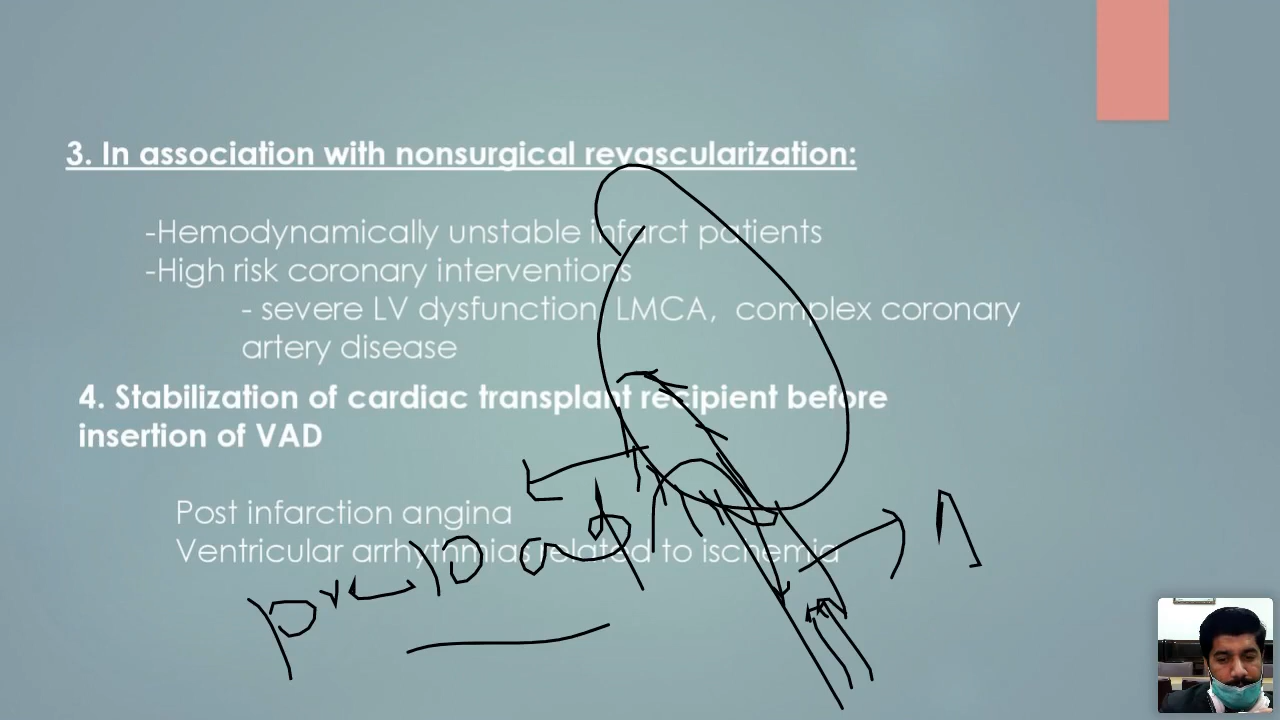 3. In association with nonsurgical revascularization:
-Hemodynamically unstable infarct patients
-High risk coronary interventions
- severe LV dysfunction, LMCA, complex coronary
artery disease
4. Stabilization of cardiac transplant recipient before
insertion of VAD
Post infarction angina
Ventricular arrhythmias related to ischemia
preload